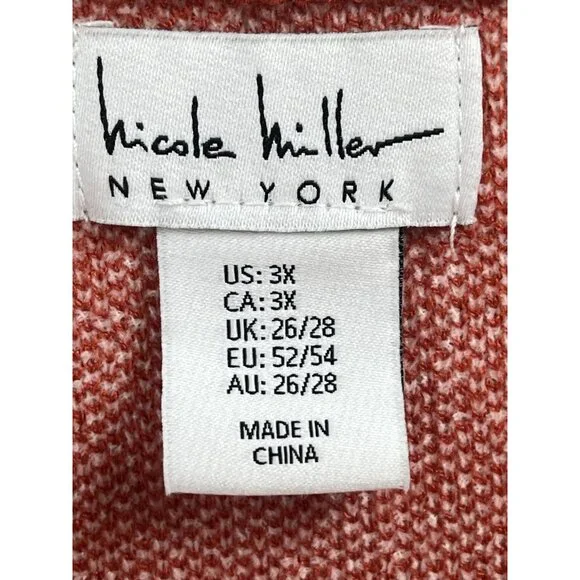 Nicole Miller
NEW YORK
US: 3X
CA: 3X
UK: 26/28
EU: 52/54
AU: 26/28
MADE IN
CHINA